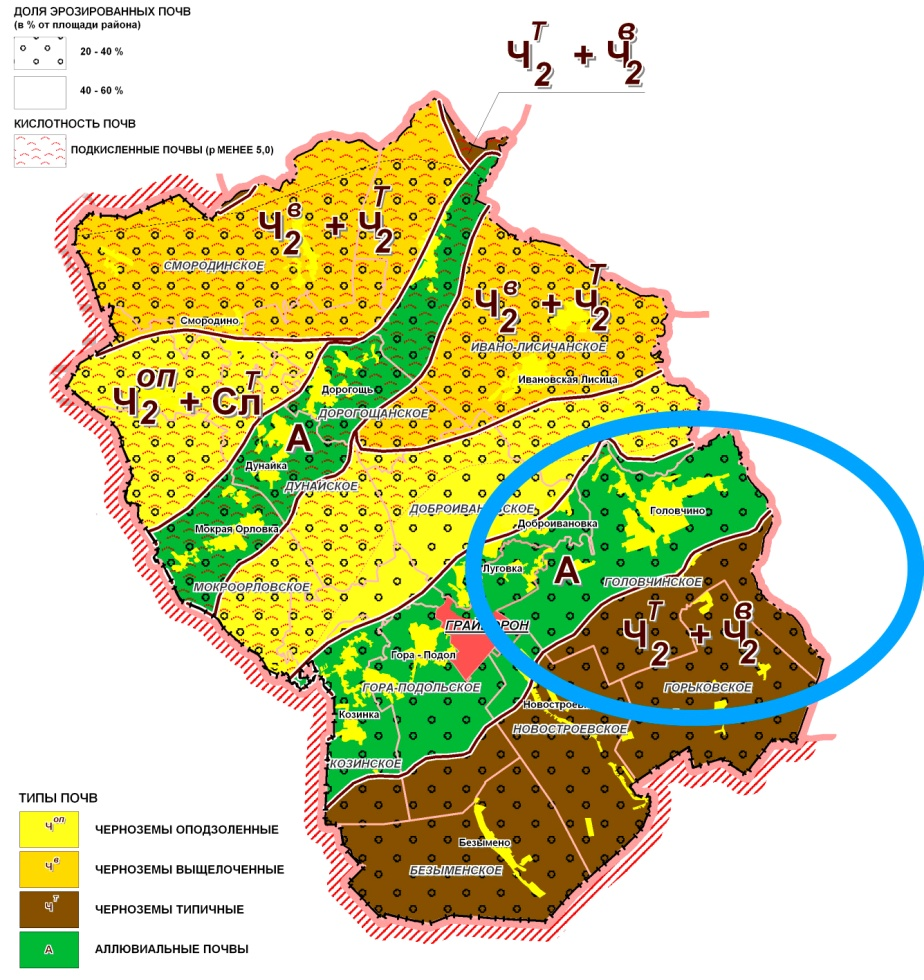 ДОЛЯ ЭРОЗИРОВАННЫХ ПОЧВ
(в % от площади района)
20 - 40 %
40 - 60 %
КИСЛОТНОСТЬ ПОЧВ
ПОДКИСЛЕННЫЕ ПОЧВЫ (р МЕНЕЕ 5,0)
Ч2Т + Ч2В
Ч2В + Ч2Т
СМОРОДИНСКОЕ
Смородино
Ч2В + Ч2Т
ИВАНО-ЛИСИЧАНСКОЕ
Ивановская Лисица
Ч2ОП + СлТ
Дорогощь
ДОРОГОЩАНСКОЕ
А
Дунайка
ДУНАЙСКОЕ
Мокрая Орловка
МОКРООРЛОВСКОЕ
Доброивановка
Головчино
Луговка
А
ГОЛОВЧИНСКОЕ
Ч2Т + Ч2В
ГОРЬКОВСКОЕ
Гора - Подол
ГОРА-ПОДОЛЬСКОЕ
Козинка
КОЗИНСКОЕ
НОВОСТРОЕВСКОЕ
Безымено
БЕЗЫМЕНСКОЕ
ТИПЫ ПОЧВ
ЧОП ЧЕРНОЗЕМЫ ОПОДЗОЛЕННЫЕ
ЧВ ЧЕРНОЗЕМЫ ВЫЩЕЛОЧЕННЫЕ
ЧТ ЧЕРНОЗЕМЫ ТИПИЧНЫЕ
А АЛЛЮВИАЛЬНЫЕ ПОЧВЫ